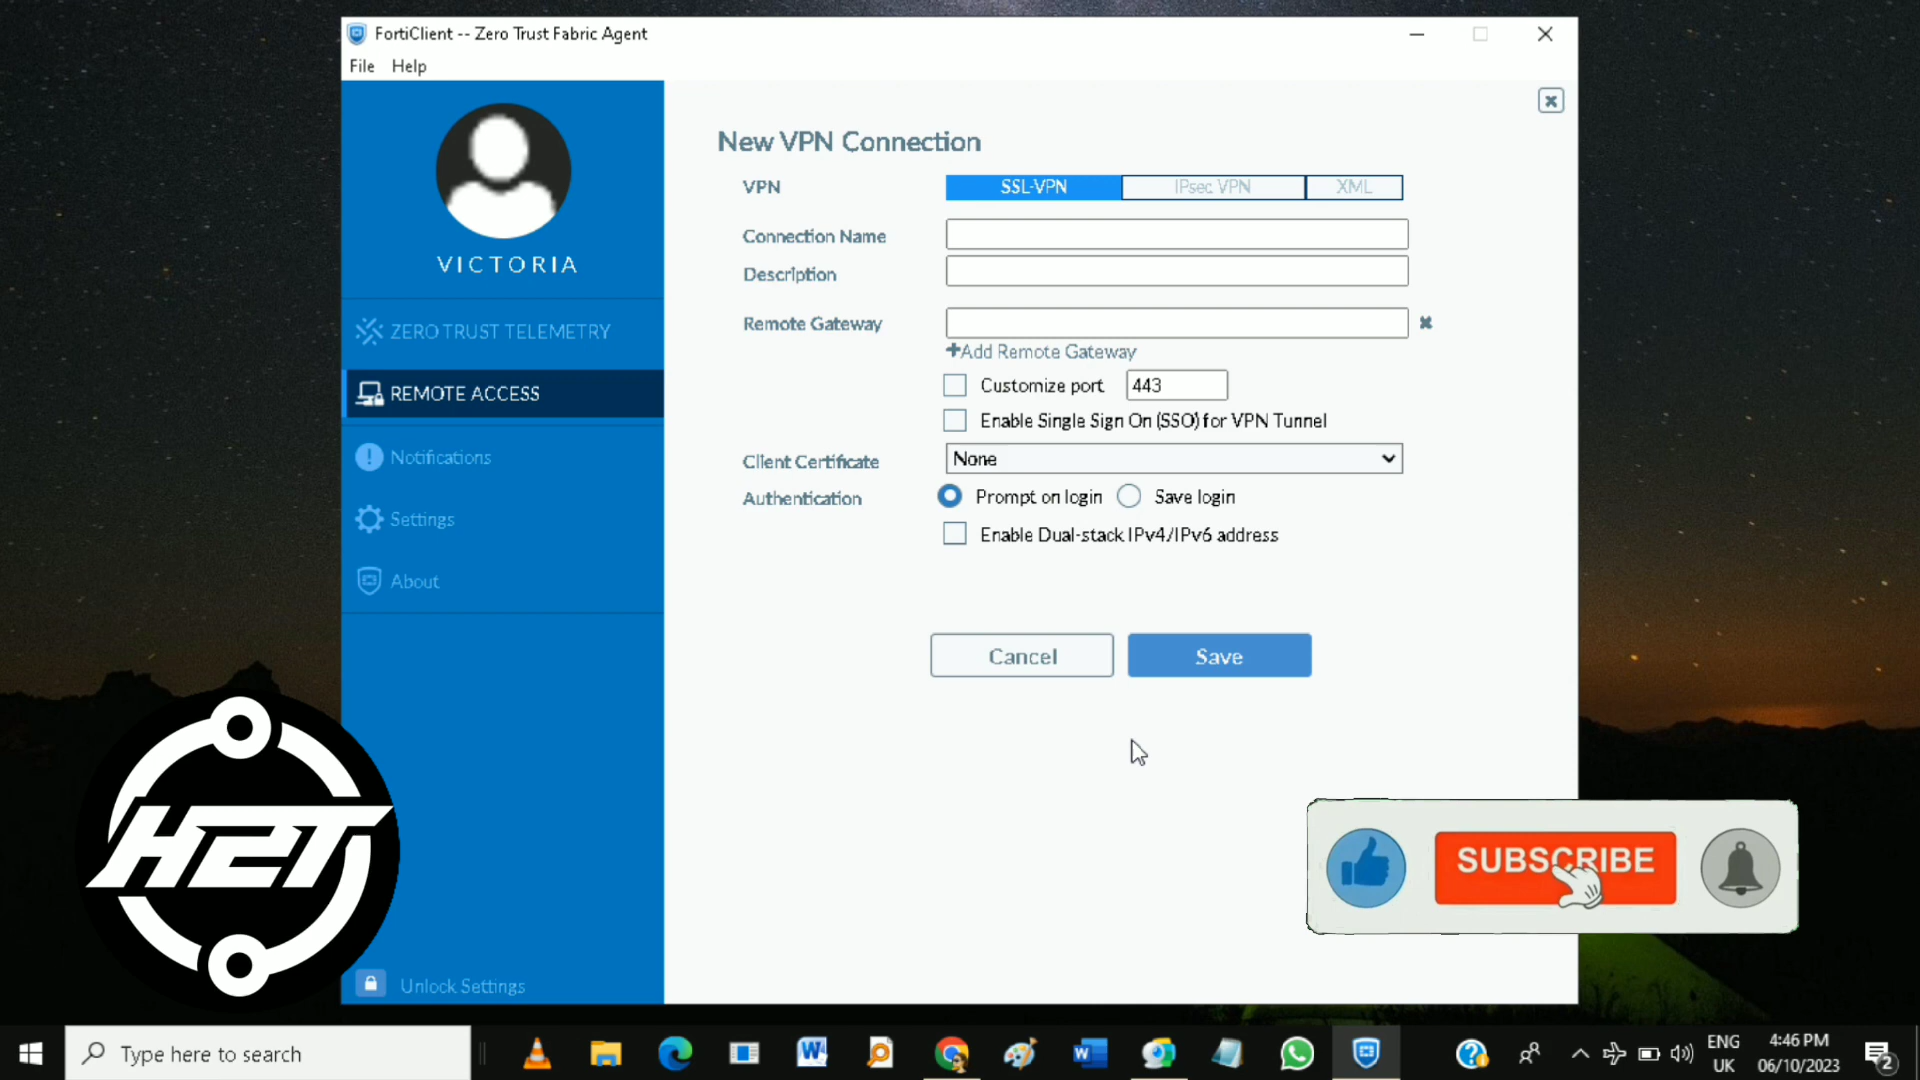 FortiClient -- Zero Trust Fabric Agent
File Help
VICTORIA
ZERO TRUST TELEMETRY
REMOTE ACCESS
Notifications
Settings
About
Unlock Settings
New VPN Connection
VPN SSL-VPN IPsec VPN XML
Connection Name
Description
Remote Gateway
+Add Remote Gateway
Customize port 443
Enable Single Sign On (SSO) for VPN Tunnel
Client Certificate None
Authentication Prompt on login Save login
Enable Dual-stack IPv4/IPv6 address
Cancel Save
H2T
SUBSCRIBE
Type here to search
ENG
UK
4:46 PM
06/10/2023
2